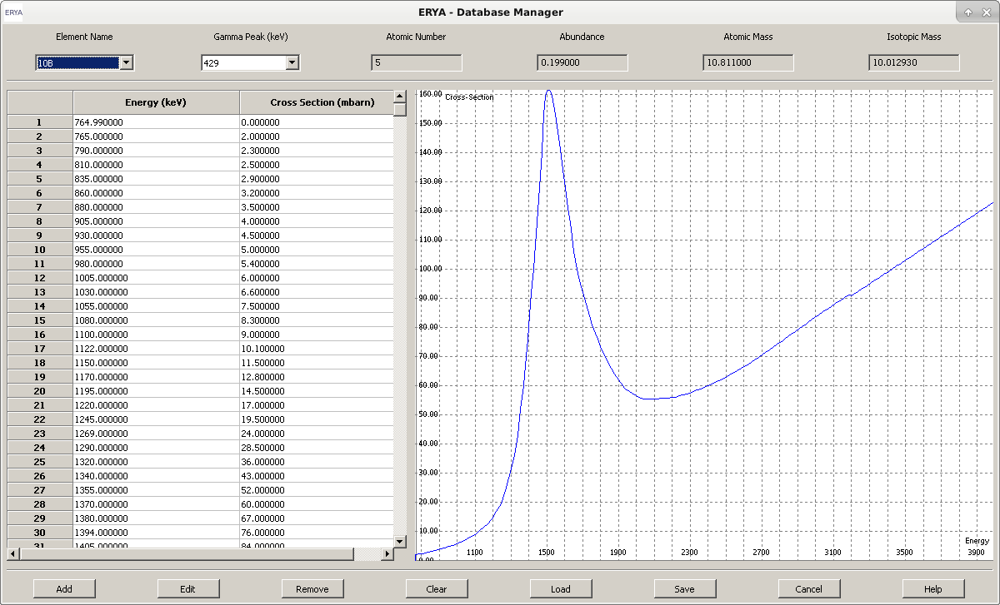 ERYA
ERYA - Database Manager
Element Name Gamma Peak (keV) Atomic Number Abundance Atomic Mass Isotopic Mass
10B 429 5 0.199000 10.811000 10.012930
Energy (keV) Cross Section (mbarn)
1 764.990000 0.000000
2 765.000000 2.000000
3 790.000000 2.300000
4 810.000000 2.500000
5 835.000000 2.900000
6 860.000000 3.200000
7 880.000000 3.500000
8 905.000000 4.000000
9 930.000000 4.500000
10 955.000000 5.000000
11 980.000000 5.400000
12 1005.000000 6.000000
13 1030.000000 6.600000
14 1055.000000 7.500000
15 1080.000000 8.300000
16 1100.000000 9.000000
17 1122.000000 10.100000
18 1150.000000 11.500000
19 1170.000000 12.800000
20 1195.000000 14.500000
21 1220.000000 17.000000
22 1245.000000 19.500000
23 1269.000000 24.000000
24 1290.000000 28.500000
25 1320.000000 36.000000
26 1340.000000 43.000000
27 1355.000000 52.000000
28 1370.000000 60.000000
29 1380.000000 67.000000
30 1394.000000 76.000000
31 1405.000000 84.000000
160.00 Cross-Section
150.00
140.00
130.00
120.00
110.00
100.00
90.00
80.00
70.00
60.00
50.00
40.00
30.00
20.00
10.00
0.00
Energy
1100 1500 1900 2300 2700 3100 3500 3900
Add Edit Remove Clear Load Save Cancel Help